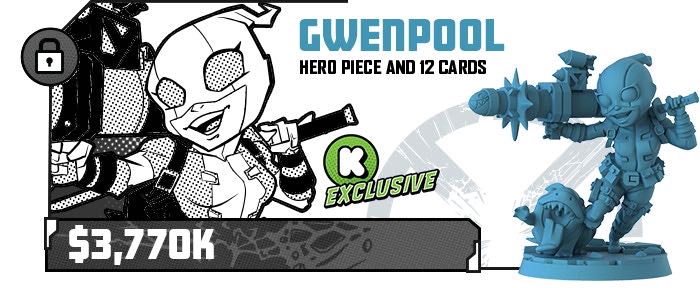 GWENPOOL
HERO PIECE AND 12 CARDS
K
EXCLUSIVE
$3,770K